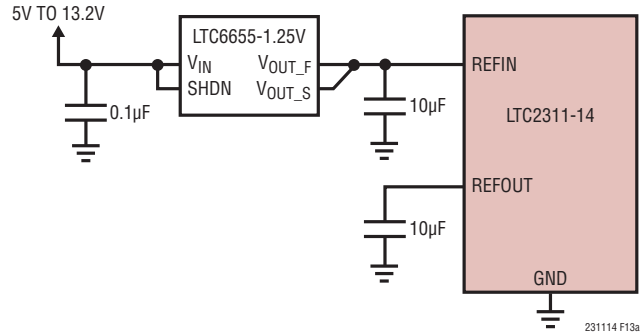 5V TO 13.2V
LTC6655-1.25V
VIN
SHDN
VOUT_F
VOUT_S
0.1µF
10µF
10µF
REFIN
LTC2311-14
REFOUT
GND
231114 F13a